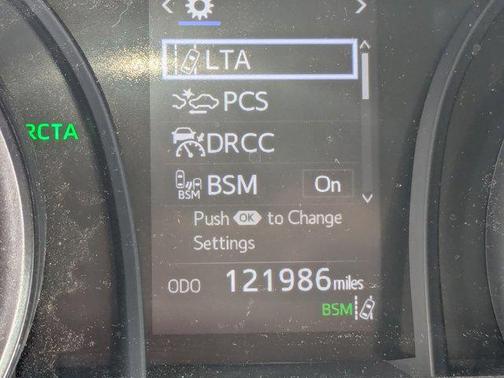 LTA
PCS
RCTA
DRCC
BSM BSM On
Push OK to Change
Settings
ODO 121986 miles
BSM